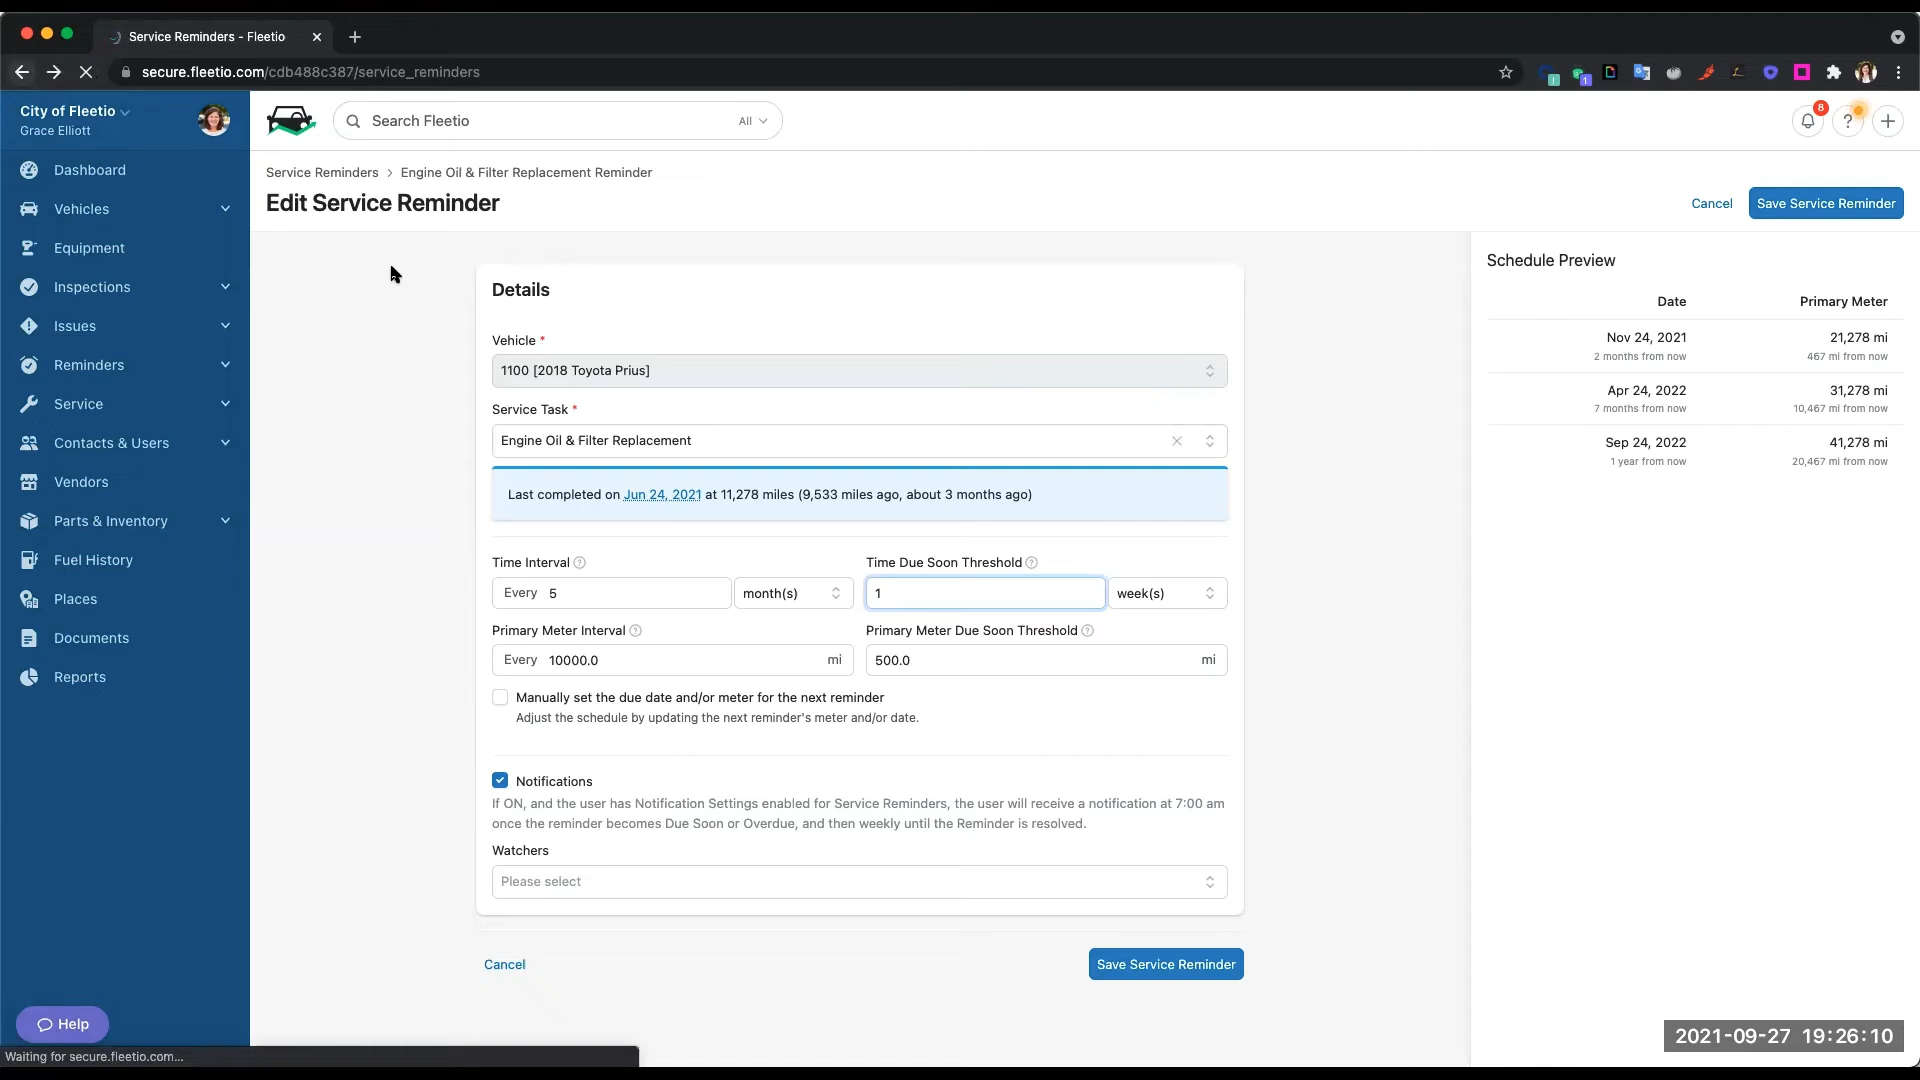 Service Reminders - Fleetio
secure.fleetio.com/cdb488c387/service_reminders
City of Fleetio
Grace Elliott
Search Fleetio
All
8
?
Dashboard
Vehicles
Equipment
Inspections
Issues
Reminders
Service
Contacts & Users
Vendors
Parts & Inventory
Fuel History
Places
Documents
Reports
Help
Waiting for secure.fleetio.com...
Service Reminders > Engine Oil & Filter Replacement Reminder
Edit Service Reminder
Cancel
Save Service Reminder
Details
Vehicle *
1100 [2018 Toyota Prius]
Service Task *
Engine Oil & Filter Replacement
Last completed on Jun 24, 2021 at 11,278 miles (9,533 miles ago, about 3 months ago)
Time Interval
Time Due Soon Threshold
Every 5 month(s)
1 week(s)
Primary Meter Interval
Primary Meter Due Soon Threshold
Every 10000.0 mi
500.0 mi
Manually set the due date and/or meter for the next reminder
Adjust the schedule by updating the next reminder's meter and/or date.
Notifications
If ON, and the user has Notification Settings enabled for Service Reminders, the user will receive a notification at 7:00 am
once the reminder becomes Due Soon or Overdue, and then weekly until the Reminder is resolved.
Watchers
Please select
Cancel
Save Service Reminder
Schedule Preview
Date Primary Meter
Nov 24, 2021 21,278 mi
2 months from now 467 mi from now
Apr 24, 2022 31,278 mi
7 months from now 10,467 mi from now
Sep 24, 2022 41,278 mi
1 year from now 20,467 mi from now
2021-09-27 19:26:10